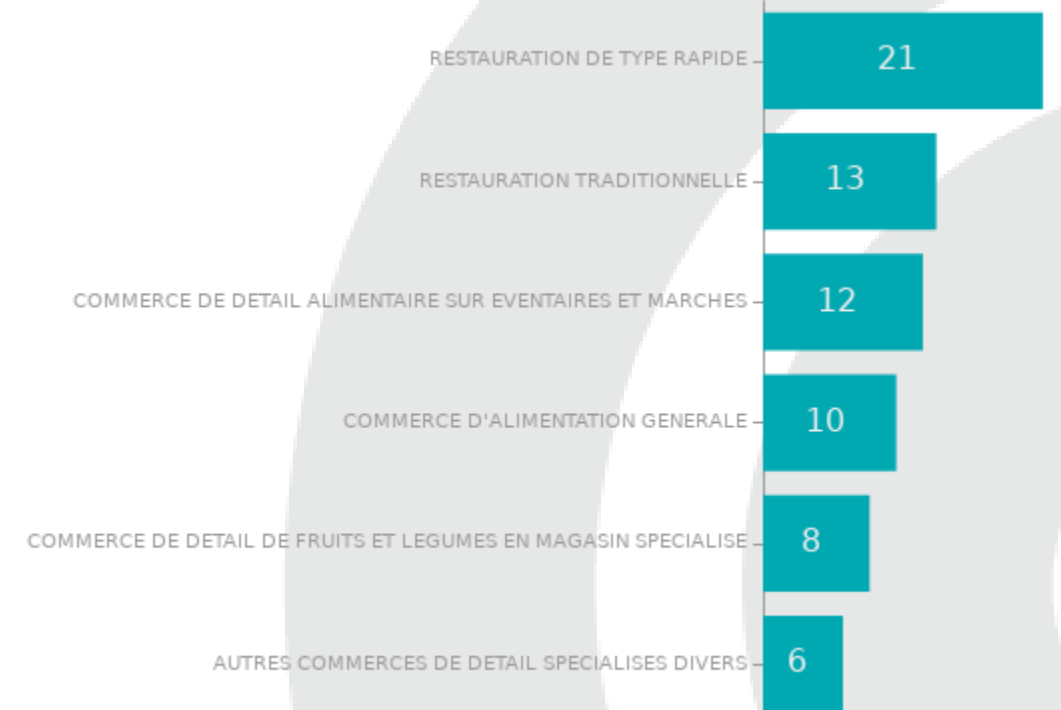 RESTAURATION DE TYPE RAPIDE 21
RESTAURATION TRADITIONNELLE 13
COMMERCE DE DETAIL ALIMENTAIRE SUR EVENTAIRES ET MARCHES 12
COMMERCE D'ALIMENTATION GENERALE 10
COMMERCE DE DETAIL DE FRUITS ET LEGUMES EN MAGASIN SPECIALISE 8
AUTRES COMMERCES DE DETAIL SPECIALISES DIVERS 6